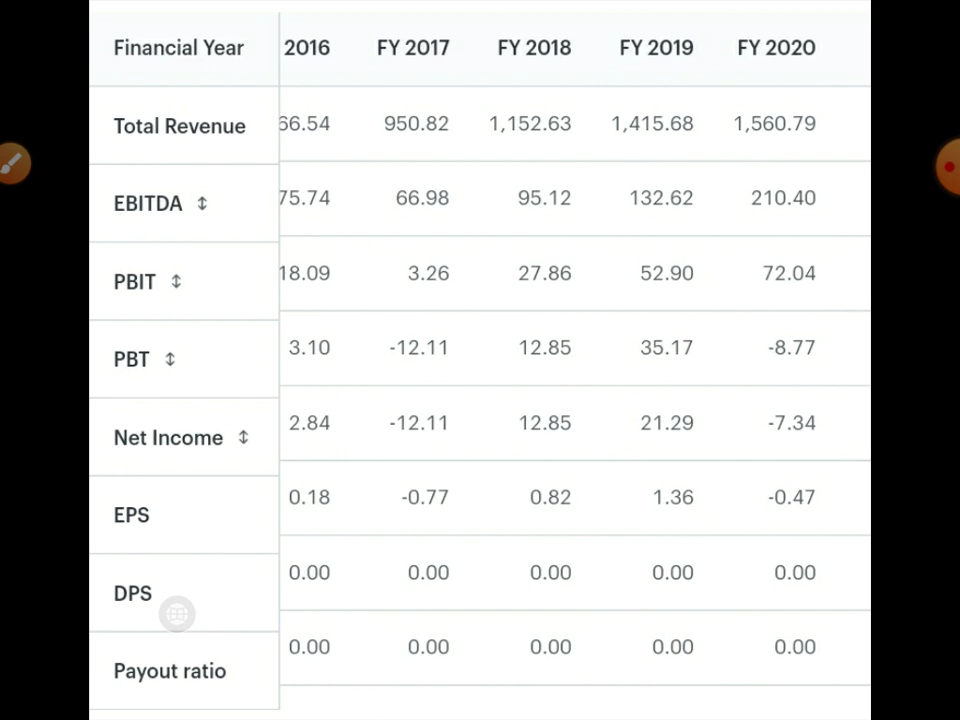 Financial Year 2016 FY 2017 FY 2018 FY 2019 FY 2020
Total Revenue 66.54 950.82 1,152.63 1,415.68 1,560.79
EBITDA 75.74 66.98 95.12 132.62 210.40
PBIT 18.09 3.26 27.86 52.90 72.04
PBT 3.10 -12.11 12.85 35.17 -8.77
Net Income 2.84 -12.11 12.85 21.29 -7.34
EPS 0.18 -0.77 0.82 1.36 -0.47
DPS 0.00 0.00 0.00 0.00 0.00
Payout ratio 0.00 0.00 0.00 0.00 0.00